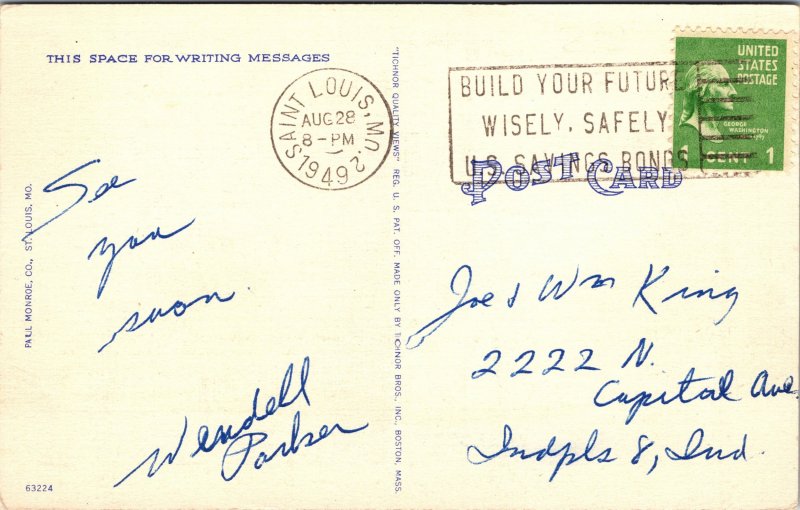 THIS SPACE FOR WRITING MESSAGES
SAINT LOUIS, MO. 2
AUG 28
8 - PM
1949
BUILD YOUR FUTURE
WISELY, SAFELY
U.S. SAVINGS BONDS
UNITED
STATES
POSTAGE
GEORGE
WASHINGTON
1 CENT 1
POST CARD
See
you
soon
Wendell
Parker
Joe & Wm King
2222 N.
Capital Ave.
Indpls 8, Ind.
PAUL MONROE, CO., ST. LOUIS, MO.
"TICHNOR QUALITY VIEWS" REG. U. S. PAT. OFF. MADE ONLY BY TICHNOR BROS., INC., BOSTON, MASS.
63224